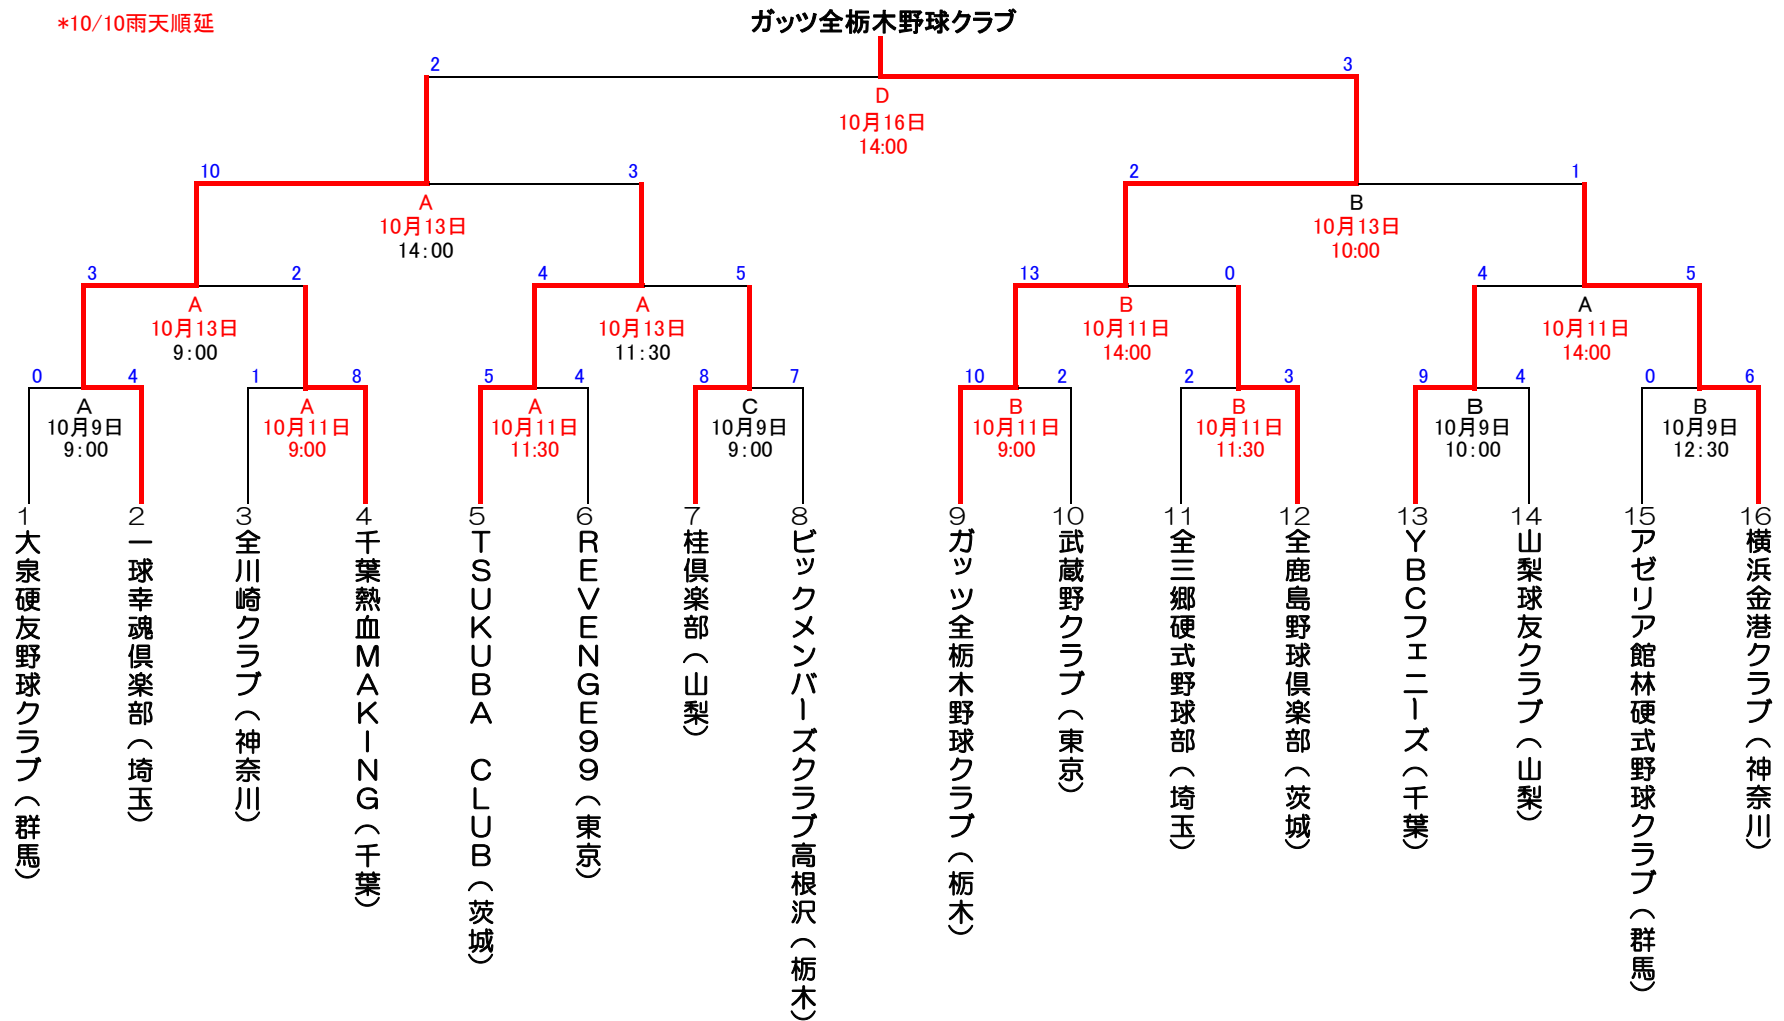 *10/10雨天順延
ガッツ全栃木野球クラブ
2
3
D
10月16日
14:00
10
3
A
10月13日
14:00
2
1
B
10月13日
10:00
3
2
A
10月13日
9:00
4
5
A
10月13日
11:30
13
0
B
10月11日
14:00
4
5
A
10月11日
14:00
0
4
A
10月9日
9:00
1
8
A
10月11日
9:00
5
4
A
10月11日
11:30
8
7
C
10月9日
9:00
10
2
B
10月11日
9:00
2
3
B
10月11日
11:30
9
4
B
10月9日
10:00
0
6
B
10月9日
12:30
1
大泉硬友野球クラブ(群馬)
2
一球幸魂倶楽部(埼玉)
3
全川崎クラブ(神奈川)
4
千葉熱血MAKING(千葉)
5
TSUKUBA CLUB(茨城)
6
REVENGE99(東京)
7
桂倶楽部(山梨)
8
ビックメンバーズクラブ高根沢(栃木)
9
ガッツ全栃木野球クラブ(栃木)
10
武蔵野クラブ(東京)
11
全三郷硬式野球部(埼玉)
12
全鹿島野球倶楽部(茨城)
13
YBCフェニーズ(千葉)
14
山梨球友クラブ(山梨)
15
アゼリア館林硬式野球クラブ(群馬)
16
横浜金港クラブ(神奈川)